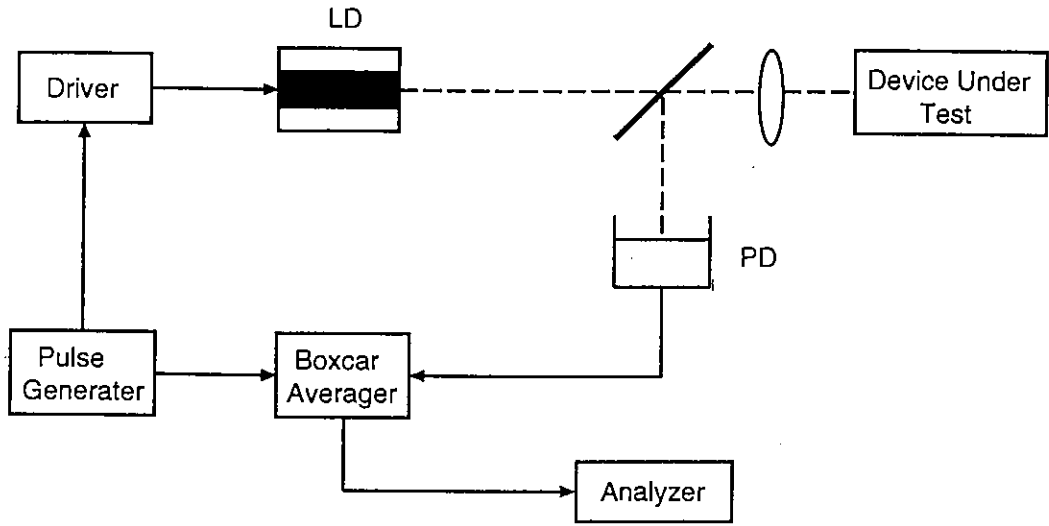 LD
Driver
Device Under
Test
PD
Pulse
Generater
Boxcar
Averager
Analyzer